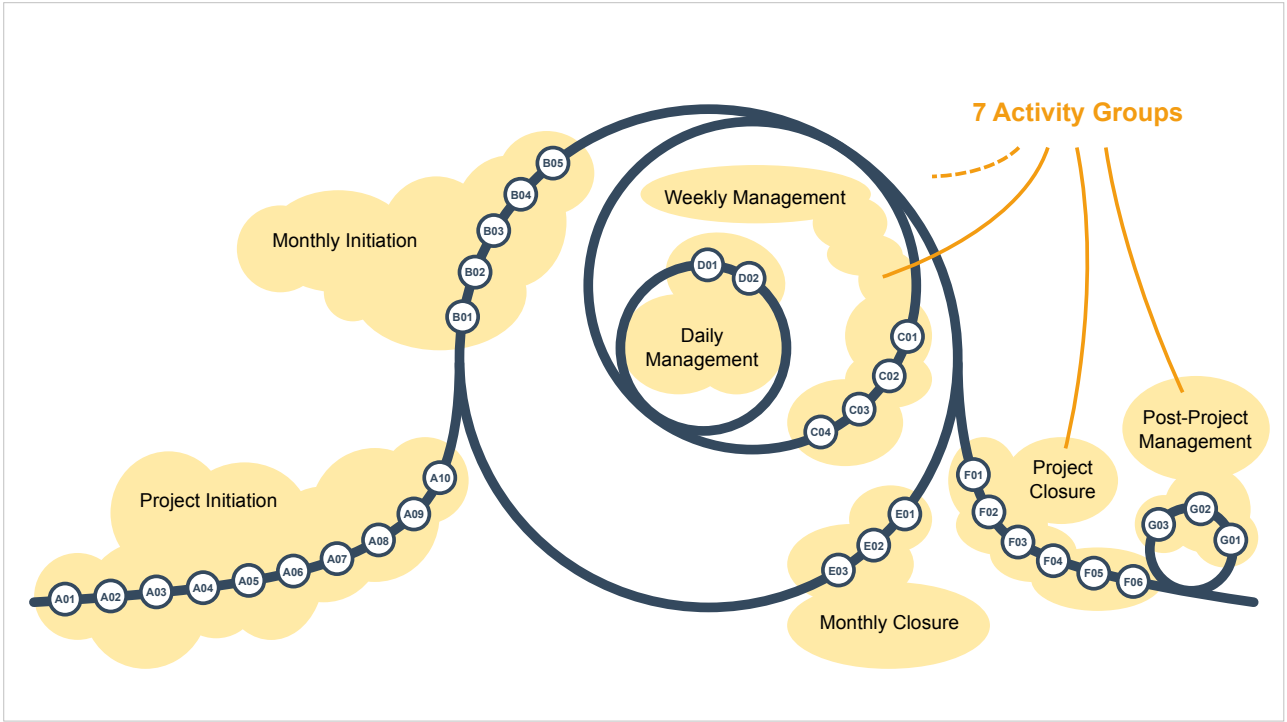 7 Activity Groups
B05
B04
B03
B02
B01
Monthly Initiation
Weekly Management
D01
D02
Daily
Management
C01
C02
C03
C04
Project Initiation
A01
A02
A03
A04
A05
A06
A07
A08
A09
A10
E01
E02
E03
Monthly Closure
F01
F02
F03
F04
F05
F06
Project
Closure
Post-Project
Management
G03
G02
G01